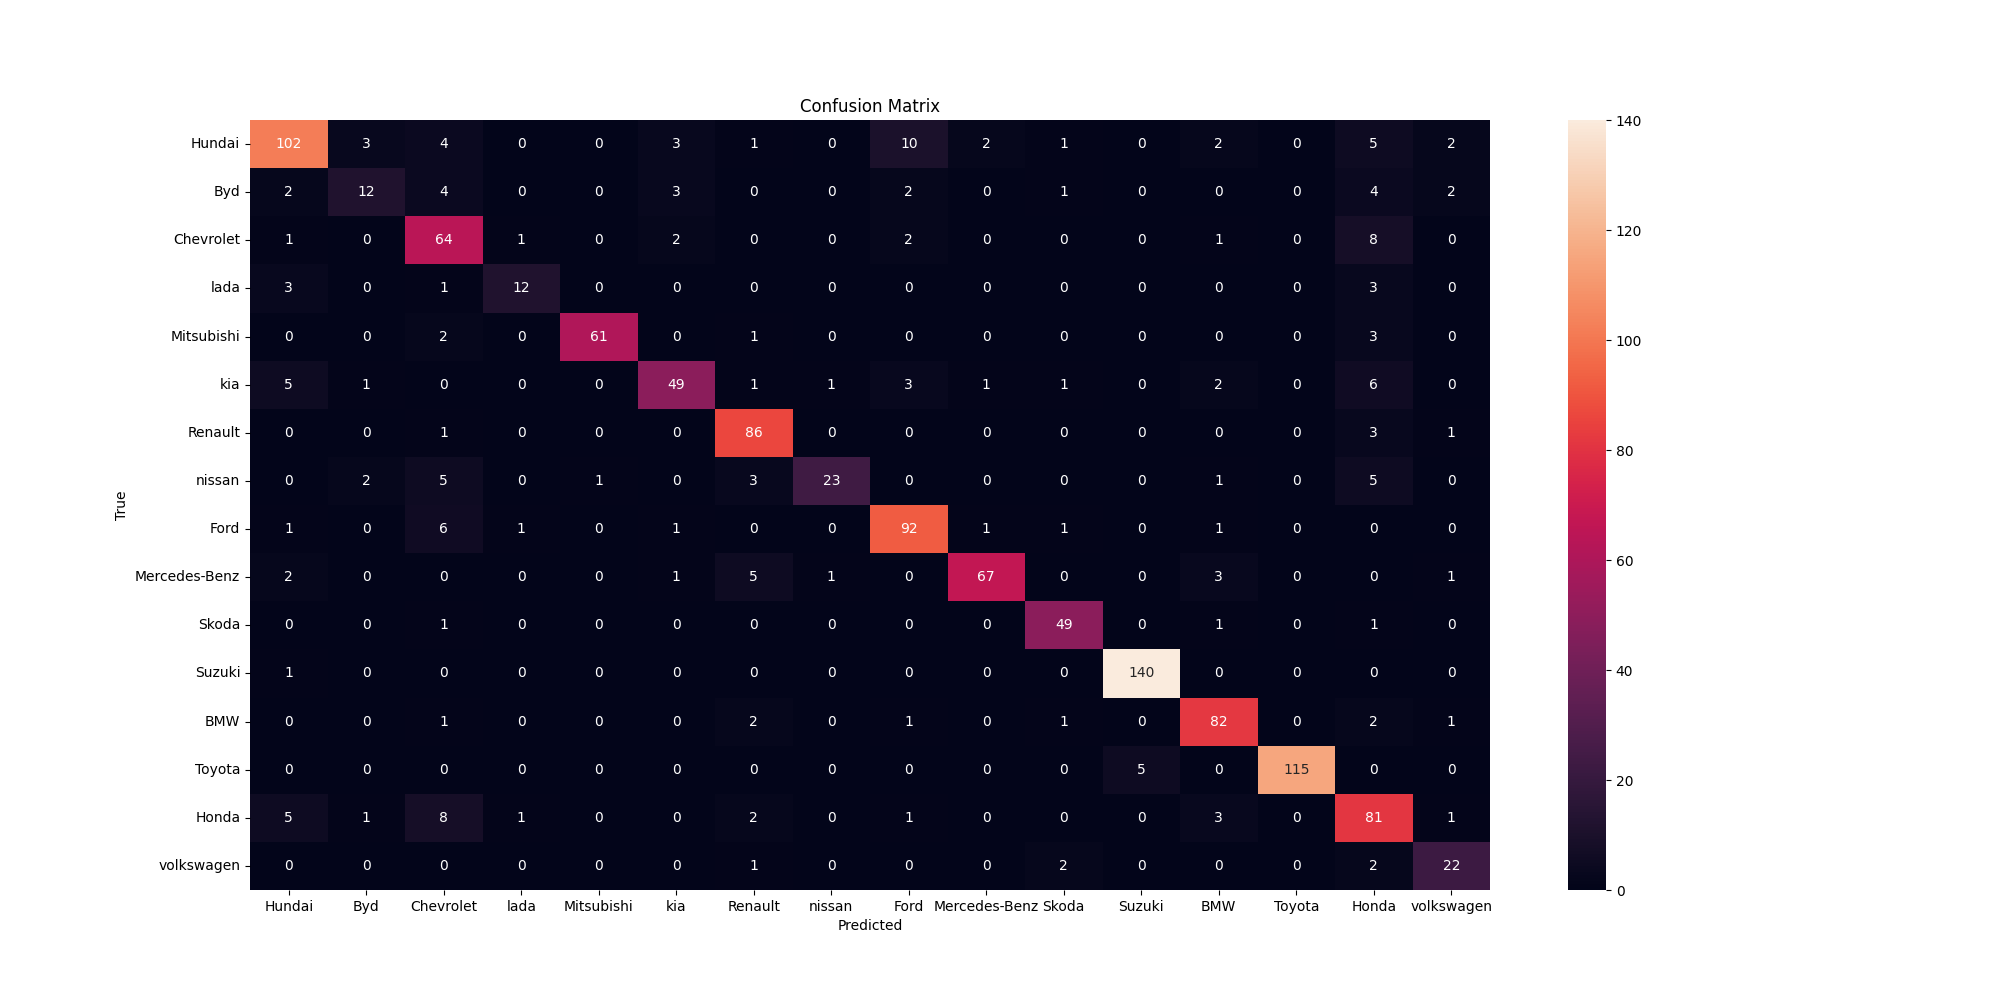 Confusion Matrix
Hundai 102 3 4 0 0 3 1 0 10 2 1 0 2 0 5 2 140
Byd 2 12 4 0 0 3 0 0 2 0 1 0 0 0 4 2
Chevrolet 1 0 64 1 0 2 0 0 2 0 0 0 1 0 8 0 120
lada 3 0 1 12 0 0 0 0 0 0 0 0 0 0 3 0
Mitsubishi 0 0 2 0 61 0 1 0 0 0 0 0 0 0 3 0 100
kia 5 1 0 0 0 49 1 1 3 1 1 0 2 0 6 0
Renault 0 0 1 0 0 0 86 0 0 0 0 0 0 0 3 1 80
nissan 0 2 5 0 1 0 3 23 0 0 0 0 1 0 5 0
True
Ford 1 0 6 1 0 1 0 0 92 1 1 0 1 0 0 0
Mercedes-Benz 2 0 0 0 0 1 5 1 0 67 0 0 3 0 0 1 60
Skoda 0 0 1 0 0 0 0 0 0 0 49 0 1 0 1 0
Suzuki 1 0 0 0 0 0 0 0 0 0 0 140 0 0 0 0 40
BMW 0 0 1 0 0 0 2 0 1 0 1 0 82 0 2 1
Toyota 0 0 0 0 0 0 0 0 0 0 0 5 0 115 0 0 20
Honda 5 1 8 1 0 0 2 0 1 0 0 0 3 0 81 1
volkswagen 0 0 0 0 0 0 1 0 0 0 2 0 0 0 2 22 0
Hundai Byd Chevrolet lada Mitsubishi kia Renault nissan Ford Mercedes-Benz Skoda Suzuki BMW Toyota Honda volkswagen
Predicted